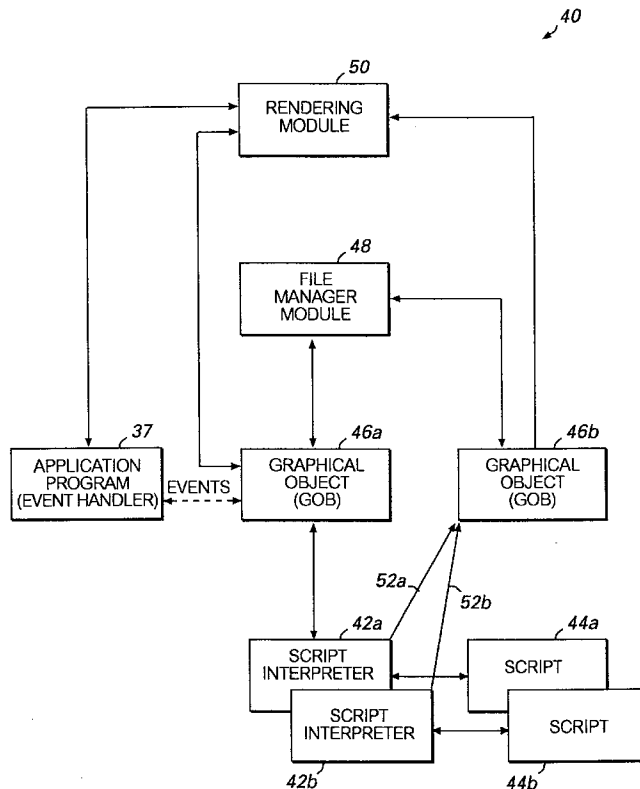 40
50
RENDERING
MODULE
48
FILE
MANAGER
MODULE
37
APPLICATION
PROGRAM
(EVENT HANDLER)
EVENTS
46a
GRAPHICAL
OBJECT
(GOB)
46b
GRAPHICAL
OBJECT
(GOB)
52a
52b
42a
SCRIPT
INTERPRETER
44a
SCRIPT
SCRIPT
INTERPRETER
42b
SCRIPT
44b